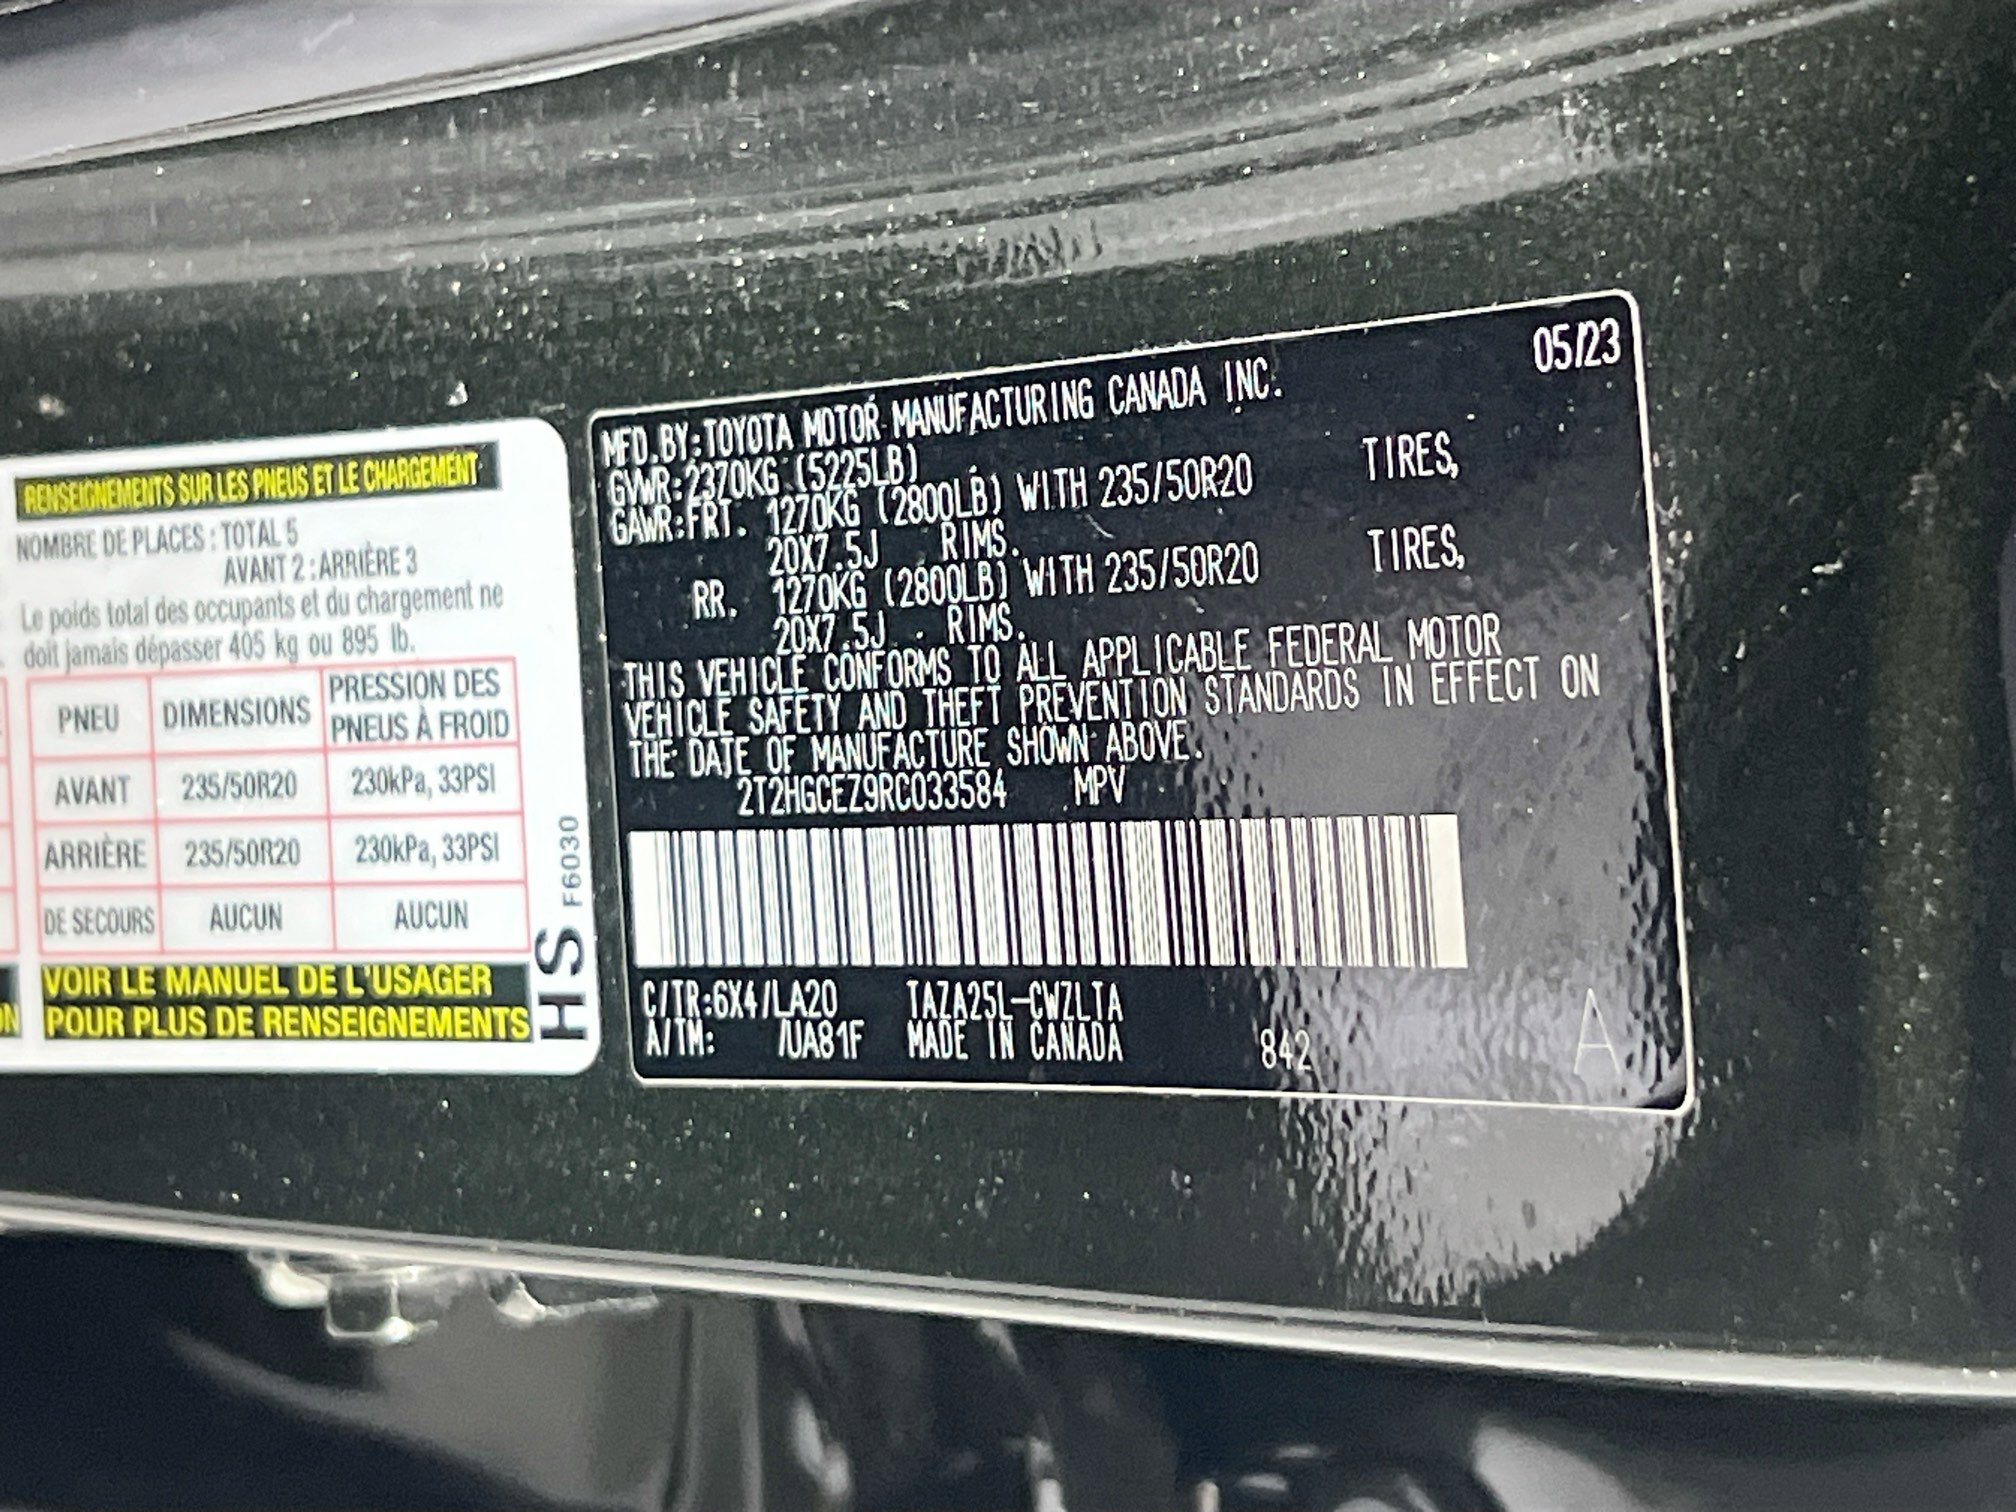 RENSEIGNEMENTS SUR LES PNEUS ET LE CHARGEMENT
NOMBRE DE PLACES : TOTAL 5
AVANT 2 : ARRIÈRE 3
Le poids total des occupants et du chargement ne
doit jamais dépasser 405 kg ou 895 lb.
PNEU DIMENSIONS PRESSION DES PNEUS À FROID
AVANT 235/50R20 230kPa, 33PSI
ARRIÈRE 235/50R20 230kPa, 33PSI
DE SECOURS AUCUN AUCUN
VOIR LE MANUEL DE L'USAGER
POUR PLUS DE RENSEIGNEMENTS
HS F6030
05/23
MFD.BY:TOYOTA MOTOR MANUFACTURING CANADA INC.
GVWR:2370KG (5225LB)
GAWR:FRT. 1270KG (2800LB) WITH 235/50R20 TIRES,
20X7.5J RIMS.
RR. 1270KG (2800LB) WITH 235/50R20 TIRES,
20X7.5J RIMS.
THIS VEHICLE CONFORMS TO ALL APPLICABLE FEDERAL MOTOR
VEHICLE SAFETY AND THEFT PREVENTION STANDARDS IN EFFECT ON
THE DATE OF MANUFACTURE SHOWN ABOVE.
2T2HGCEZ9RC033584 MPV
C/TR:6X4/LA20 TAZA25L-CWZLTA
A/TM: /UA81F MADE IN CANADA 842 A